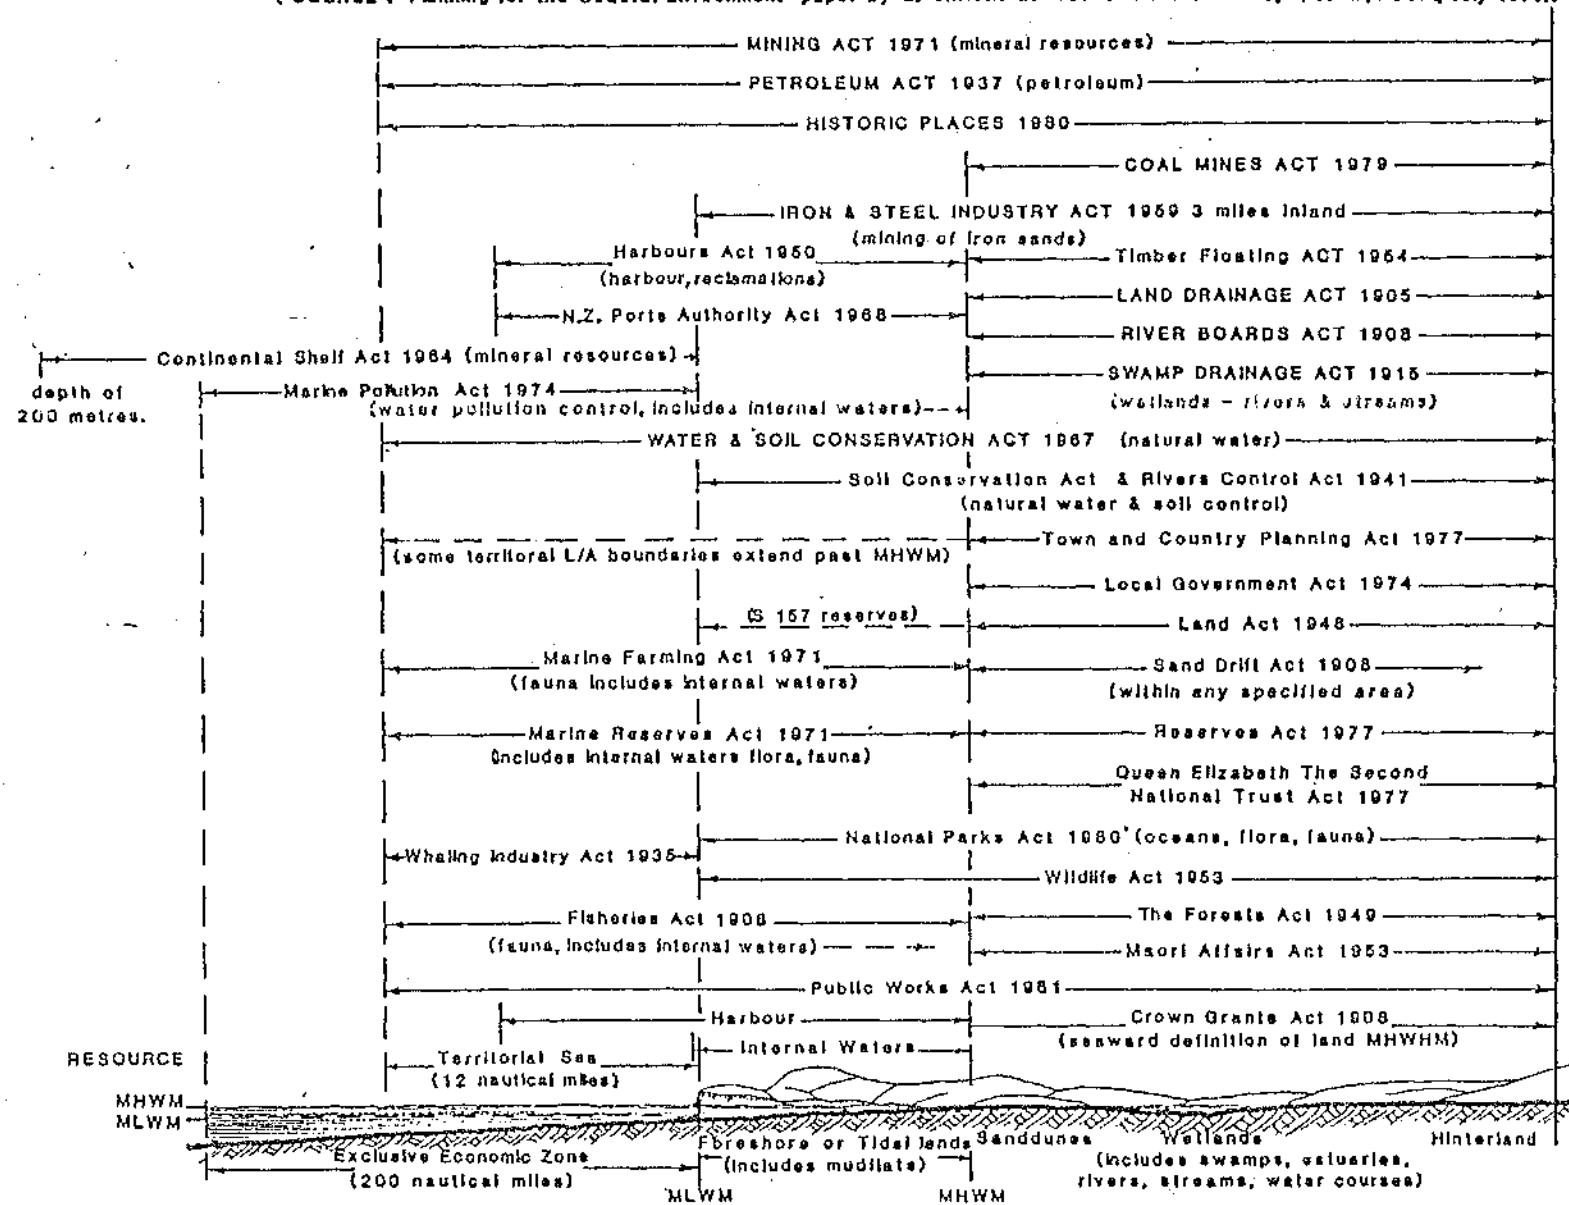 Planning for the Coastal Environment paper by
MINING ACT 1971 (mineral resources)
PETROLEUM ACT 1937 (petroleum)
HISTORIC PLACES 1980
COAL MINES ACT 1979
IRON & STEEL INDUSTRY ACT 1959 3 miles inland
(mining of iron sands)
Harbours Act 1950
(harbour, reclamations)
Timber Floating ACT 1954
LAND DRAINAGE ACT 1905
N.Z. Ports Authority Act 1968
RIVER BOARDS ACT 1908
Continental Shelf Act 1964 (mineral resources)
depth of
200 metres.
SWAMP DRAINAGE ACT 1915
(wetlands - rivers & streams)
Marine Pollution Act 1974
(water pollution control, includes internal waters)
WATER & SOIL CONSERVATION ACT 1967 (natural water)
Soil Conservation Act & Rivers Control Act 1941
(natural water & soil control)
Town and Country Planning Act 1977
(some territoral L/A boundaries extend past MHWM)
Local Government Act 1974
(S 167 reserves)
Land Act 1948
Marine Farming Act 1971
(fauna includes internal waters)
Sand Drift Act 1908
(within any specified area)
Marine Reserves Act 1971
(includes internal waters flora, fauna)
Reserves Act 1977
Queen Elizabeth The Second
National Trust Act 1977
National Parks Act 1980 (oceans, flora, fauna)
Whaling Industry Act 1935
Wildlife Act 1953
Fisheries Act 1908
(fauna, includes internal waters)
The Forests Act 1949
Maori Affairs Act 1953
Public Works Act 1981
Harbour
Crown Grants Act 1908
(seaward definition of land MHWHM)
RESOURCE
Territorial Sea
(12 nautical miles)
Internal Waters
MHWM
MLWM
Exclusive Economic Zone
(200 nautical miles)
Foreshore or Tidal lands
(includes mudflats)
Sanddunes
Wetlands
(includes swamps, estuaries,
rivers, streams, water courses)
Hinterland
MLWM
MHWM